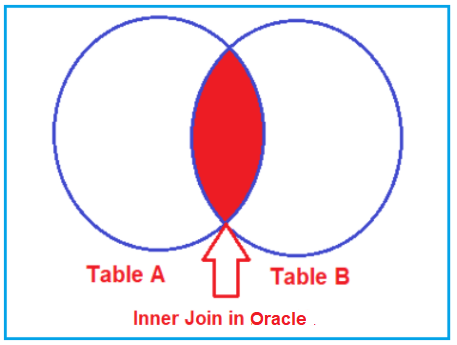 Table A
Table B
Inner Join in Oracle